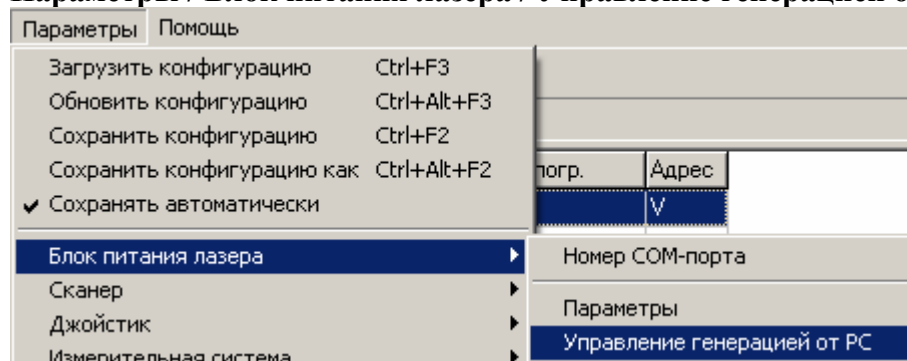 Параметры Помощь
Загрузить конфигурацию Ctrl+F3
Обновить конфигурацию Ctrl+Alt+F3
Сохранить конфигурацию Ctrl+F2
Сохранить конфигурацию как Ctrl+Alt+F2
погр. Адрес
Сохранять автоматически
V
Блок питания лазера
Номер COM-порта
Сканер
Параметры
Джойстик
Управление генерацией от PC
Измерительная система